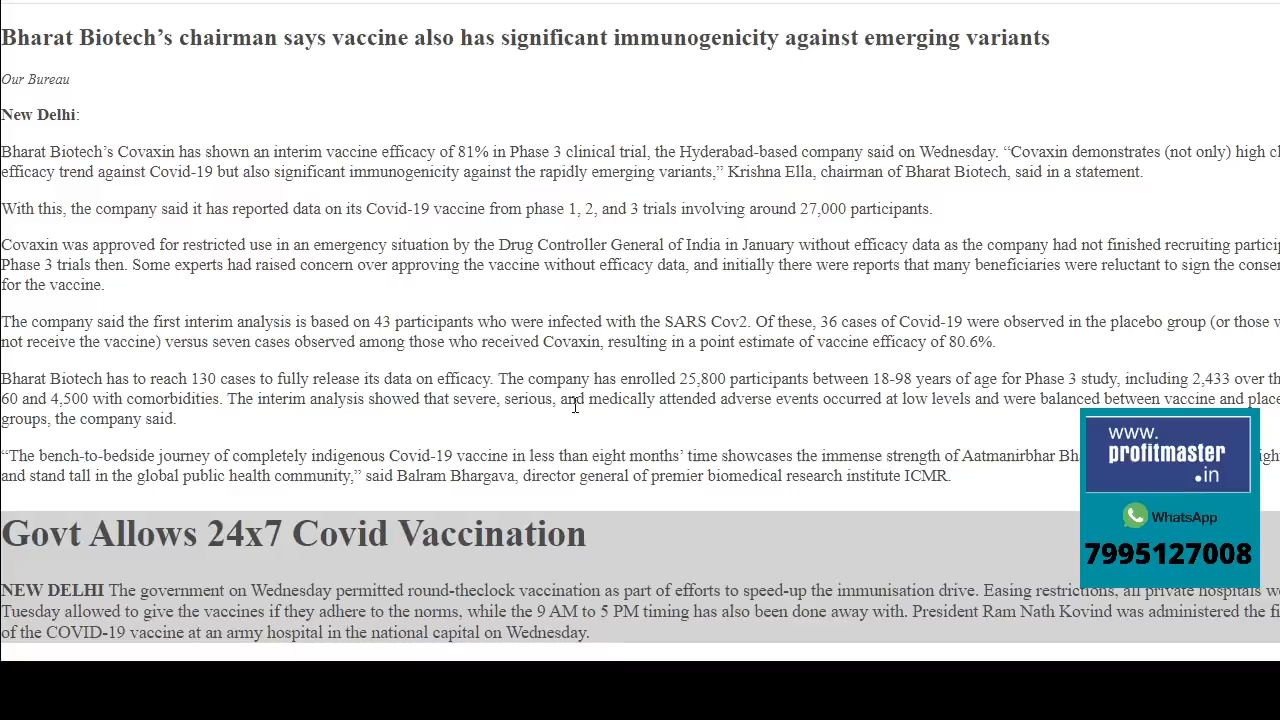 Bharat Biotech’s chairman says vaccine also has significant immunogenicity against emerging variants
Our Bureau
New Delhi:
Bharat Biotech’s Covaxin has shown an interim vaccine efficacy of 81% in Phase 3 clinical trial, the Hyderabad-based company said on Wednesday. “Covaxin demonstrates (not only) high
efficacy trend against Covid-19 but also significant immunogenicity against the rapidly emerging variants,” Krishna Ella, chairman of Bharat Biotech, said in a statement.
With this, the company said it has reported data on its Covid-19 vaccine from phase 1, 2, and 3 trials involving around 27,000 participants.
Covaxin was approved for restricted use in an emergency situation by the Drug Controller General of India in January without efficacy data as the company had not finished recruiting
Phase 3 trials then. Some experts had raised concern over approving the vaccine without efficacy data, and initially there were reports that many beneficiaries were reluctant to sign the
for the vaccine.
The company said the first interim analysis is based on 43 participants who were infected with the SARS Cov2. Of these, 36 cases of Covid-19 were observed in the placebo group (or those
not receive the vaccine) versus seven cases observed among those who received Covaxin, resulting in a point estimate of vaccine efficacy of 80.6%.
Bharat Biotech has to reach 130 cases to fully release its data on efficacy. The company has enrolled 25,800 participants between 18-98 years of age for Phase 3 study, including 2,433 over
60 and 4,500 with comorbidities. The interim analysis showed that severe, serious, and medically attended adverse events occurred at low levels and were balanced between vaccine and
groups, the company said.
“The bench-to-bedside journey of completely indigenous Covid-19 vaccine in less than eight months’ time showcases the immense strength of Aatmanirbhar
and stand tall in the global public health community,” said Balram Bhargava, director general of premier biomedical research institute ICMR.
www.
profitmaster
.in
WhatsApp
7995127008
Govt Allows 24x7 Covid Vaccination
NEW DELHI The government on Wednesday permitted round-theclock vaccination as part of efforts to speed-up the immunisation drive. Easing restrictions, all private hospitals
Tuesday allowed to give the vaccines if they adhere to the norms, while the 9 AM to 5 PM timing has also been done away with. President Ram Nath Kovind was administered the
of the COVID-19 vaccine at an army hospital in the national capital on Wednesday.